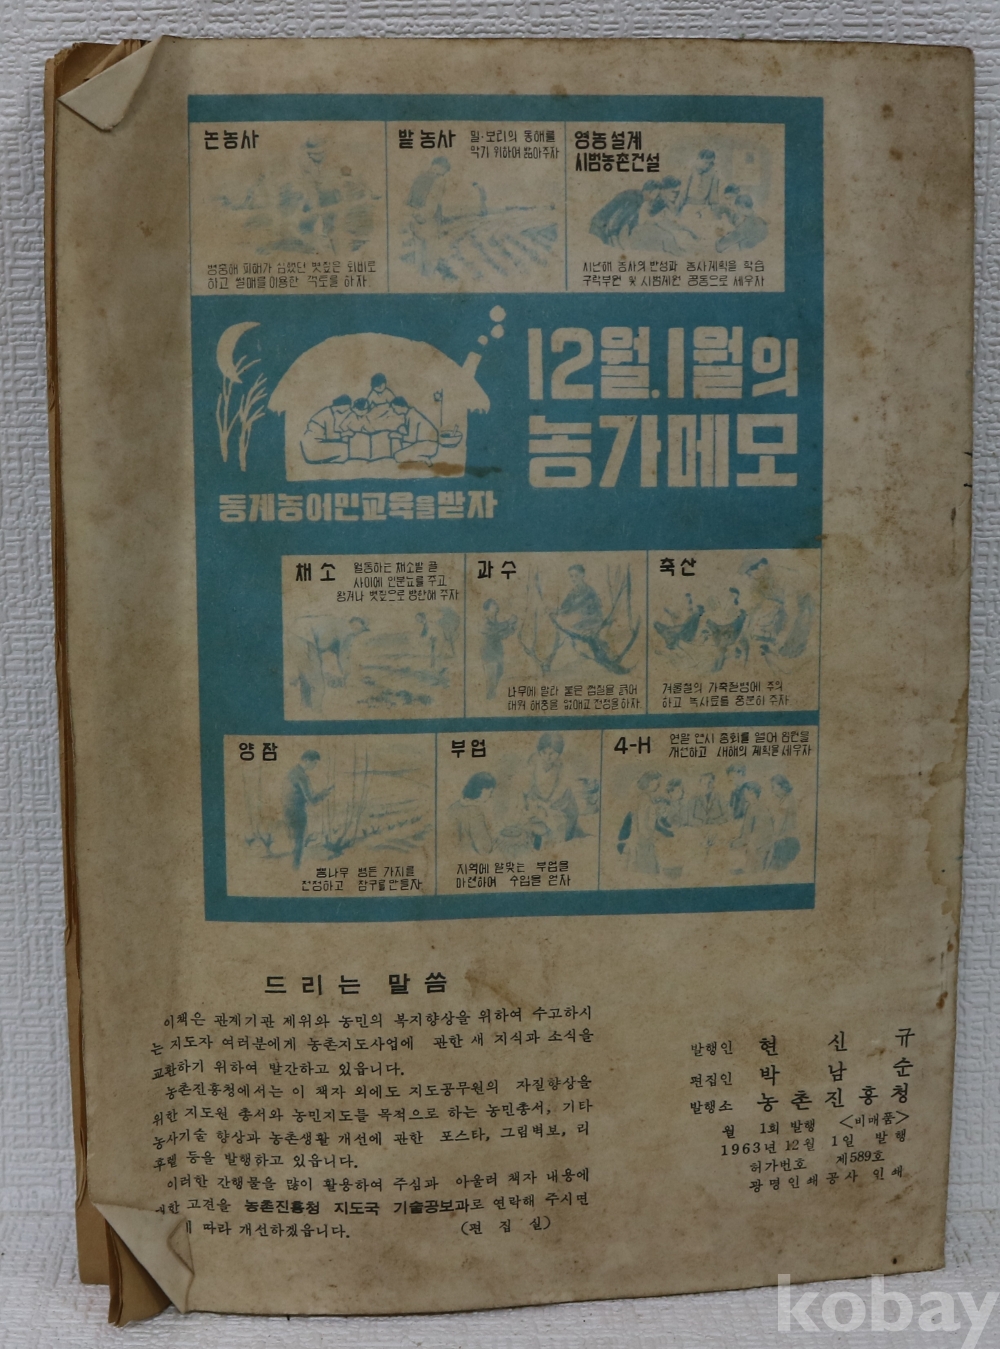 논농사
병충해 피해가 심했던 볏짚은 퇴비로
하고 썰매를 이용한 객토를 하자.
밭농사
밀·보리의 동해를
막기 위하여 밟아주자
영농설계
시범농촌건설
지난해 농사의 반성과 농사계획을 학습
구락부원 및 시범제원 공동으로 세우자
12월.1월의
농가메모
동계농어민교육을받자
채소
월동하는 채소밭 골
사이에 인분뇨를 주고
왕겨나 볏짚으로 방한해 주자
과수
나무에 말라 붙은 껍질을 긁어
내워 해충을 없애고 전정을하자.
축산
겨울철의 가축질병에 주의
하고 녹사료를 충분히 주자.
양잠
뽕나무 병든 가지를
전정하고 잠구를만들자.
부업
지역에 알맞는 부업을
마련하여 수입을 얻자
4-H
연말 연시 총회를 열어 임원을
개선하고 새해의 계획을세우자
드리는 말씀
이책은 관계기관 제위와 농민의 복지향상을 위하여 수고하시
는 지도자 여러분에게 농촌지도사업에 관한 새 지식과 소식을
교환하기 위하여 발간하고 있읍니다.
농촌진흥청에서는 이 책자 외에도 지도공무원의 자질향상을
위한 지도원 총서와 농민지도를 목적으로 하는 농민총서, 기타
농사기술 향상과 농촌생활 개선에 관한 포스타, 그림벽보, 리
후렡 등을 발행하고 있읍니다.
이러한 간행물을 많이 활용하여 주심과 아울러 책자 내용에
대한 고견을 농촌진흥청 지도국 기술공보과로 연락해 주시면
따라 개선하겠읍니다. (편집실)
발행인 현신규
편집인 박남순
발행소 농촌진흥청
월 1회 발행 <비매품>
1963년 12월 1일 발행
허가번호 제589호
광명인쇄공사 인쇄
kobay